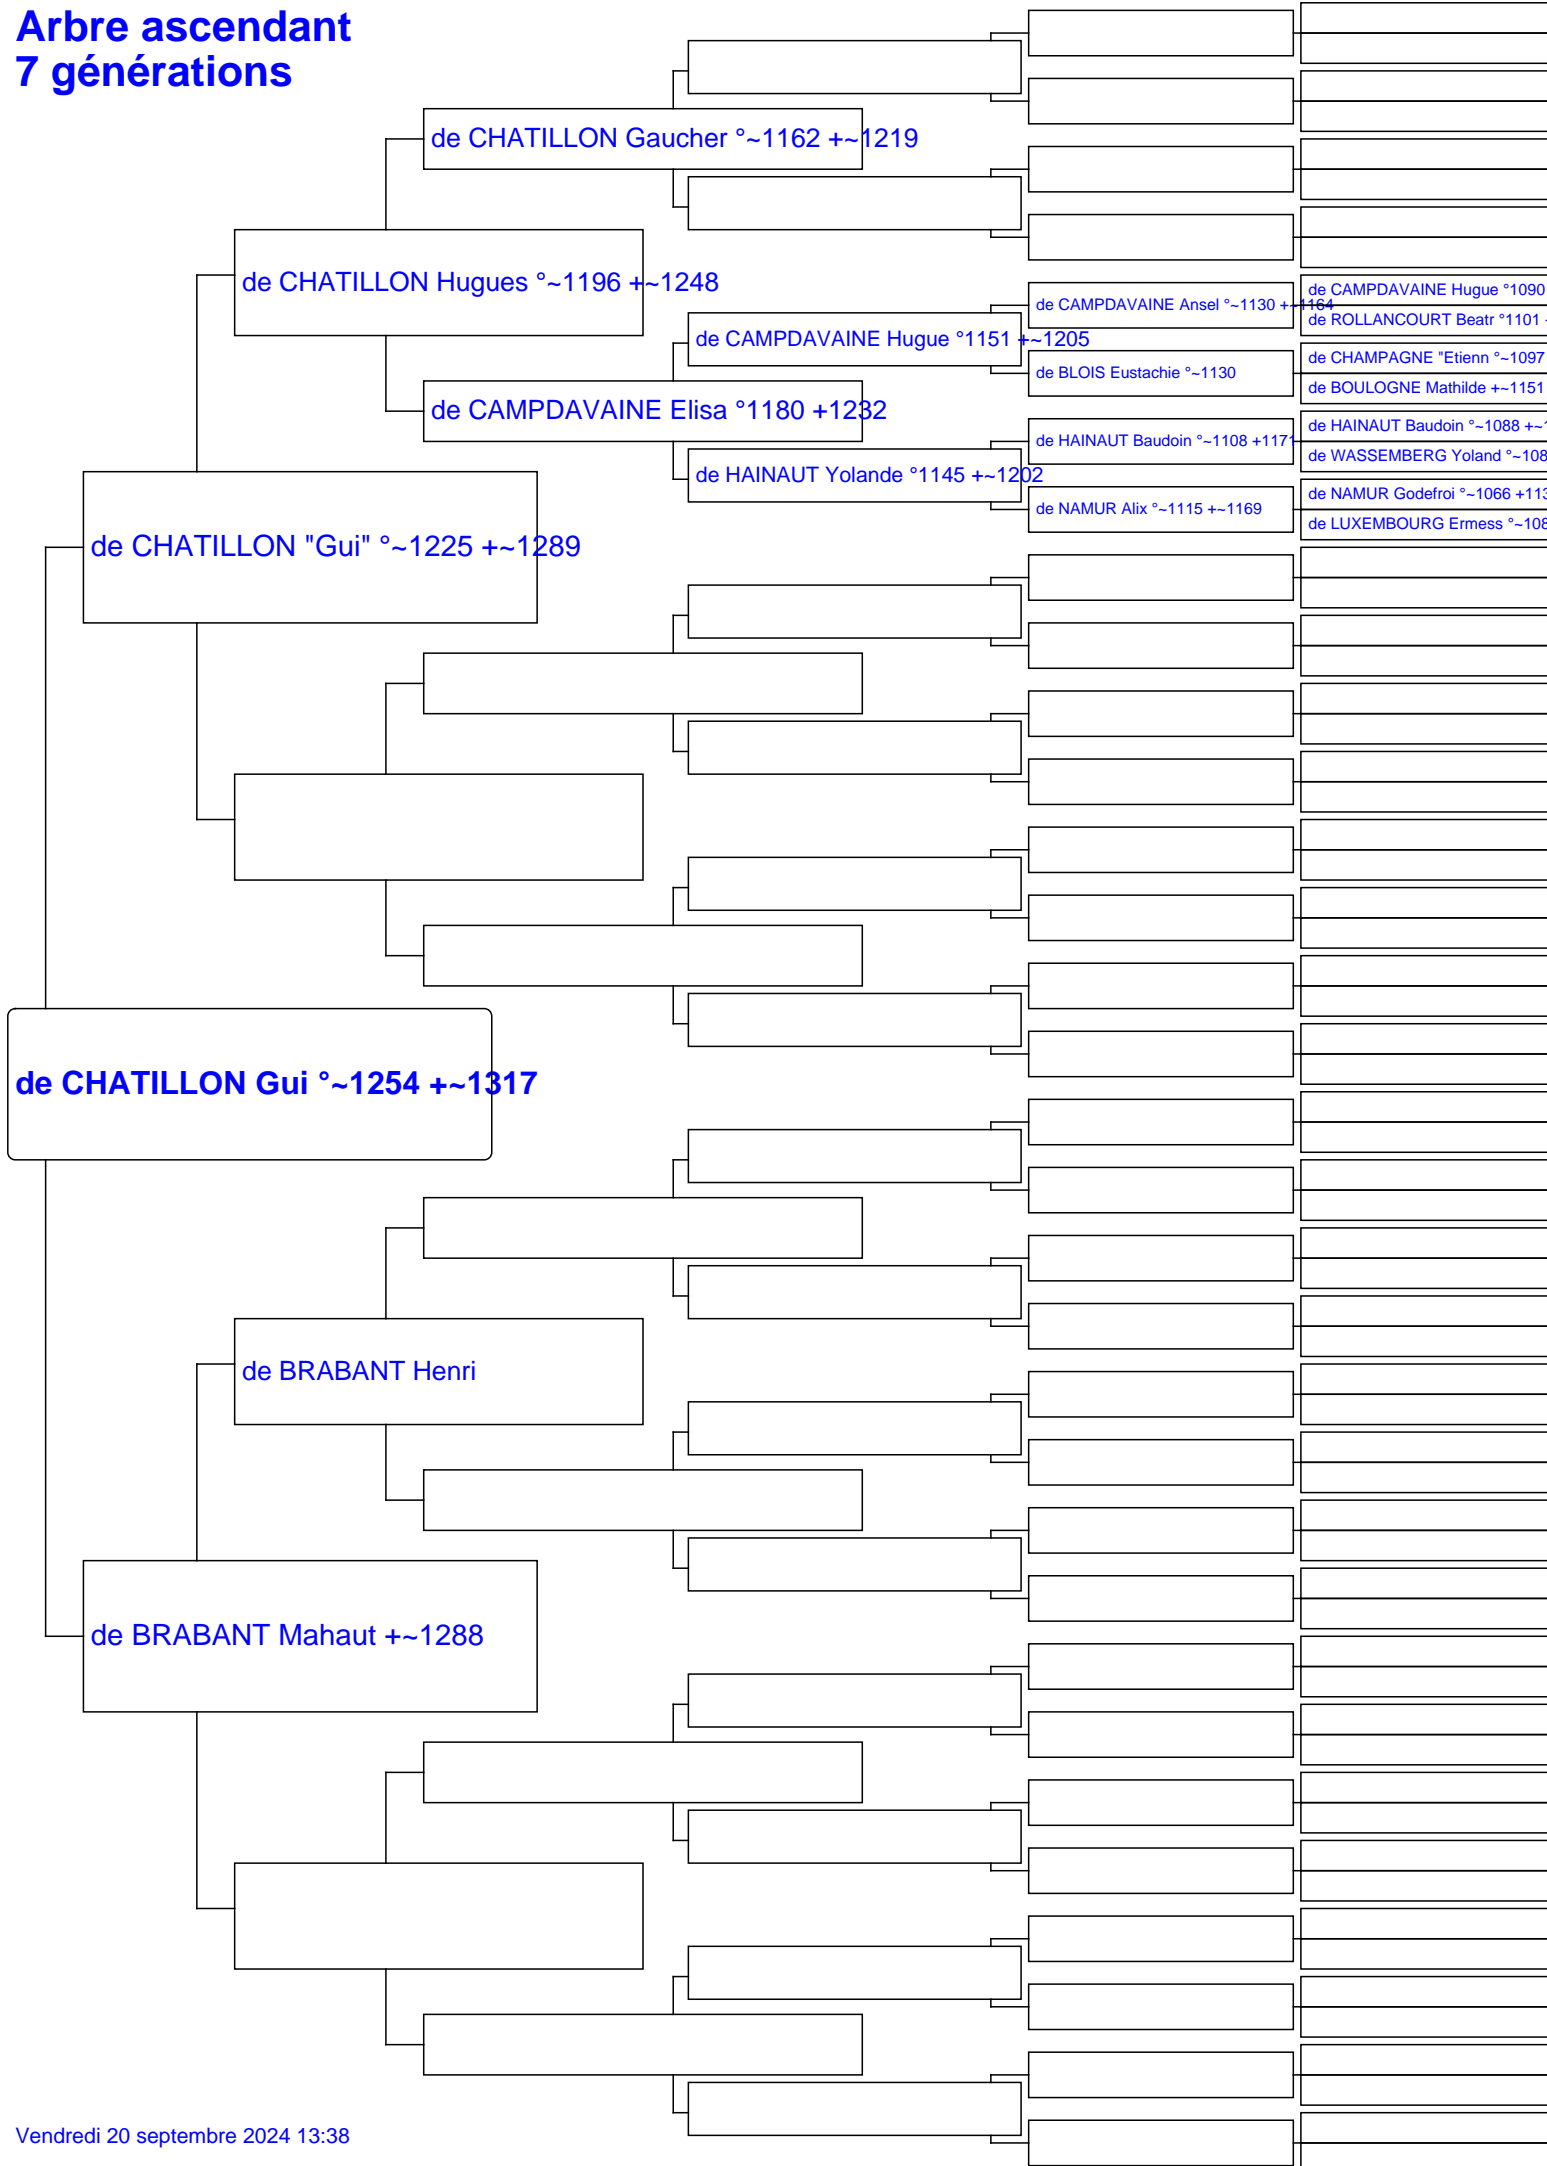 Arbre ascendant
7 générations
de CHATILLON Gaucher °~1162 +~1219
de CHATILLON Hugues °~1196 +~1248
de CAMPDAVAINE Ansel °~1130 +~1164
de CAMPDAVAINE Hugue °1090
de ROLLANCOURT Beatr °1101
de CAMPDAVAINE Hugue °1151 +~1205
de BLOIS Eustachie °~1130
de CHAMPAGNE "Etienn °~1097
de BOULOGNE Mathilde +~1151
de CAMPDAVAINE Elisa °1180 +1232
de HAINAUT Baudoin °~1108 +1171
de HAINAUT Baudoin °~1088 +~1
de WASSEMBERG Yoland °~108
de HAINAUT Yolande °1145 +~1202
de NAMUR Alix °~1115 +~1169
de NAMUR Godefroi °~1066 +113
de LUXEMBOURG Ermess °~108
de CHATILLON "Gui" °~1225 +~1289
de CHATILLON Gui °~1254 +~1317
de BRABANT Henri
de BRABANT Mahaut +~1288
Vendredi 20 septembre 2024 13:38